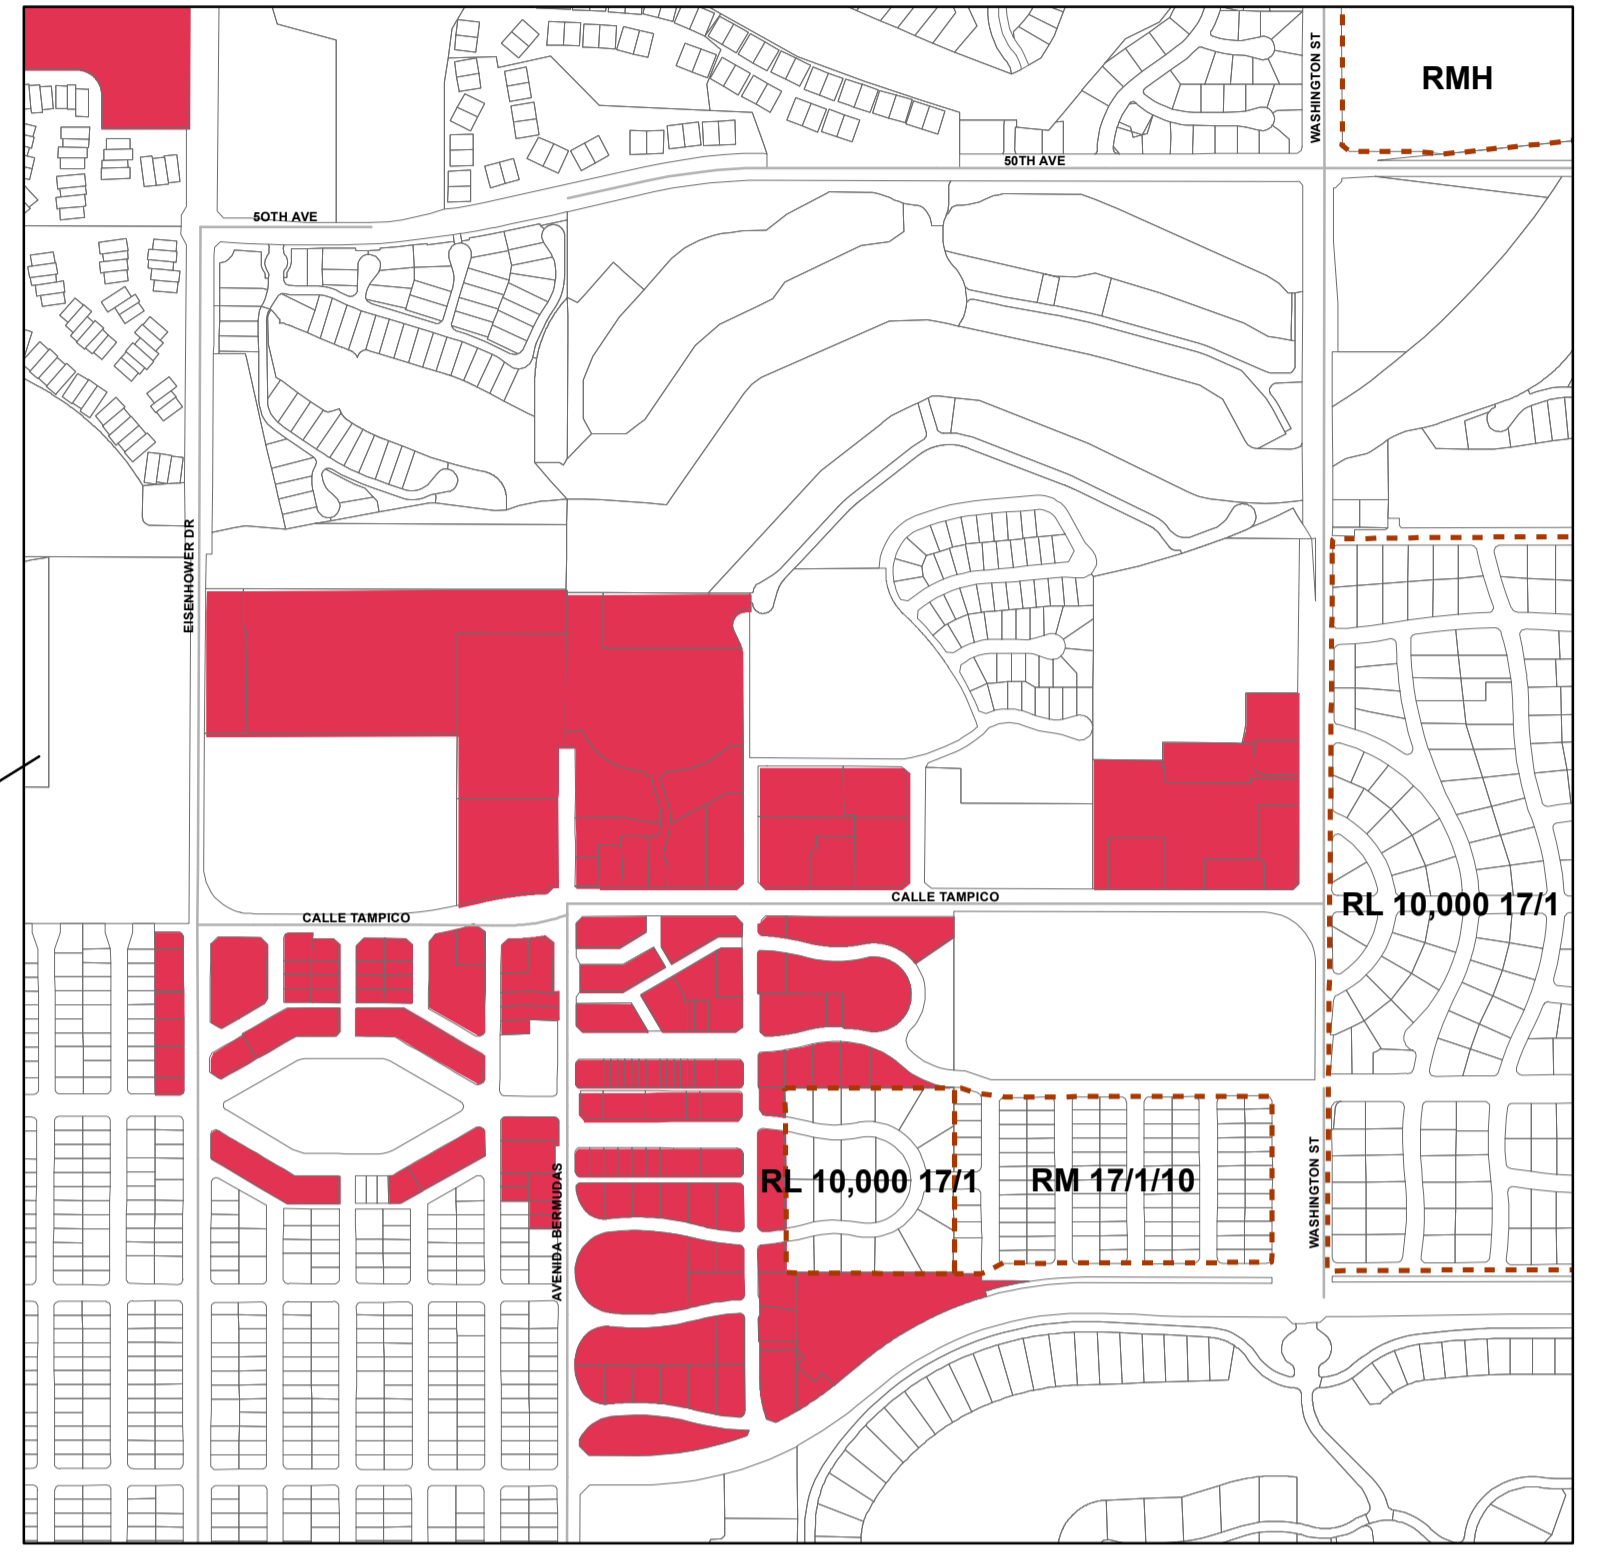 WASHINGTON ST
RMH
50TH AVE
5OTH AVE
EISENHOWER DR
CALLE TAMPICO
RL 10,000 17/1
CALLE TAMPICO
RL 10,000 17/1
RM 17/1/10
WASHINGTON ST
AVENIDA BERMUDAS